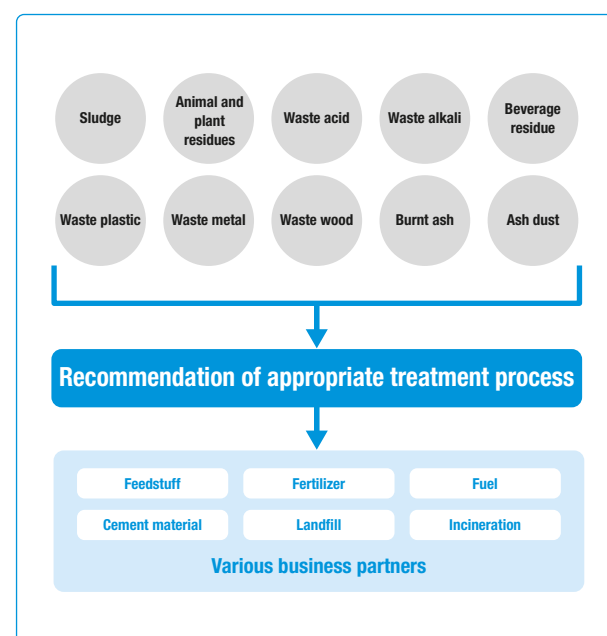 Sludge
Animal and
plant
residues
Waste acid
Waste alkali
Beverage
residue
Waste plastic
Waste metal
Waste wood
Burnt ash
Ash dust
Recommendation of appropriate treatment process
Feedstuff
Fertilizer
Fuel
Cement material
Landfill
Incineration
Various business partners